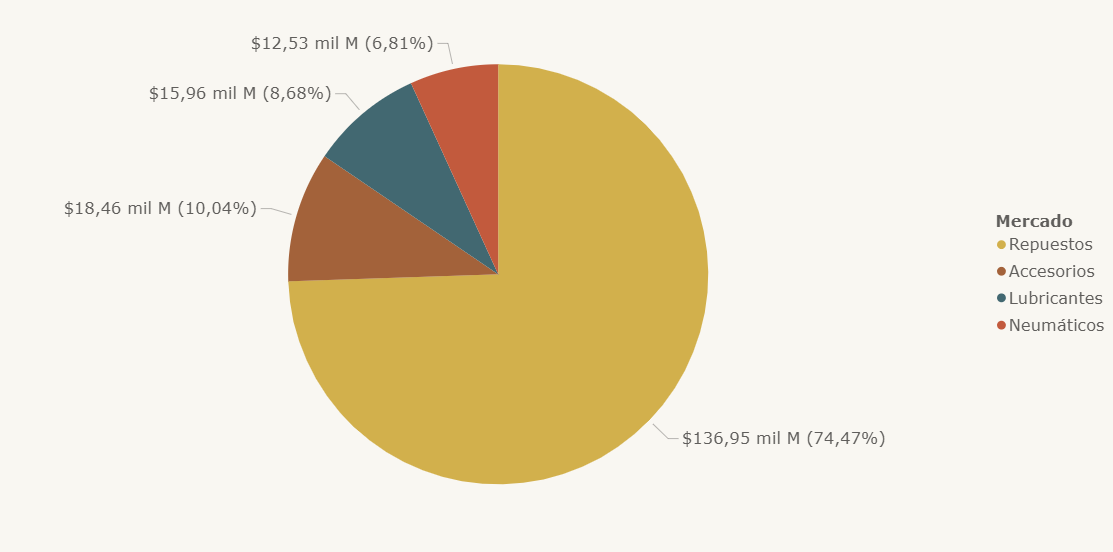 $12,53 mil M (6,81%)
$15,96 mil M (8,68%)
$18,46 mil M (10,04%)
$136,95 mil M (74,47%)
Mercado
Repuestos
Accesorios
Lubricantes
Neumáticos